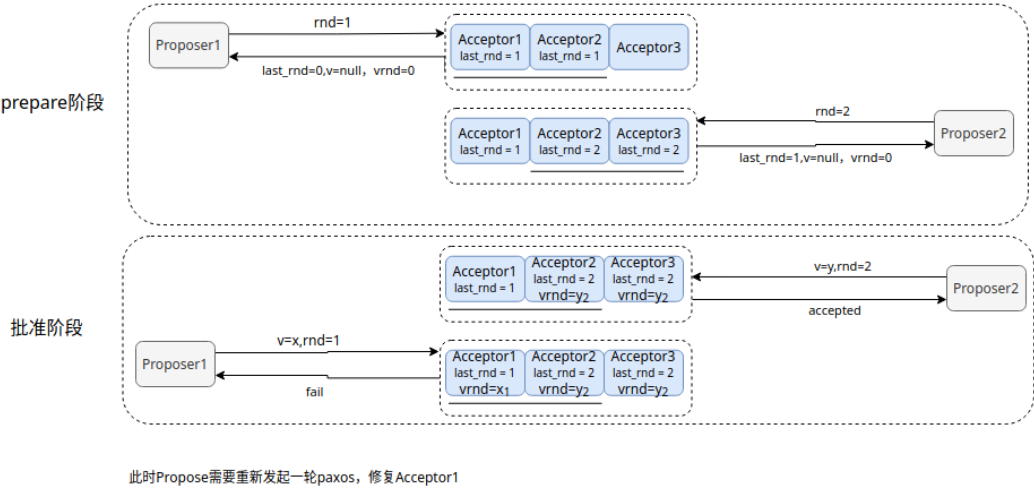 rnd=1
Proposer1
Acceptor1 Acceptor2 Acceptor3
last_rnd = 1 last_rnd = 1
last_rnd=0,v=null，vrnd=0
prepare阶段
rnd=2
Acceptor1 Acceptor2 Acceptor3
last_rnd = 1 last_rnd = 2 last_rnd = 2
Proposer2
last_rnd=1,v=null，vrnd=0
v=y,rnd=2
Acceptor1 Acceptor2 Acceptor3
last_rnd = 1 last_rnd = 2 last_rnd = 2
vrnd=y2 vrnd=y2
Proposer2
accepted
批准阶段
v=x,rnd=1
Proposer1
Acceptor1 Acceptor2 Acceptor3
last_rnd = 1 last_rnd = 2 last_rnd = 2
vrnd=x1 vrnd=y2 vrnd=y2
fail
此时Propose需要重新发起一轮paxos，修复Acceptor1